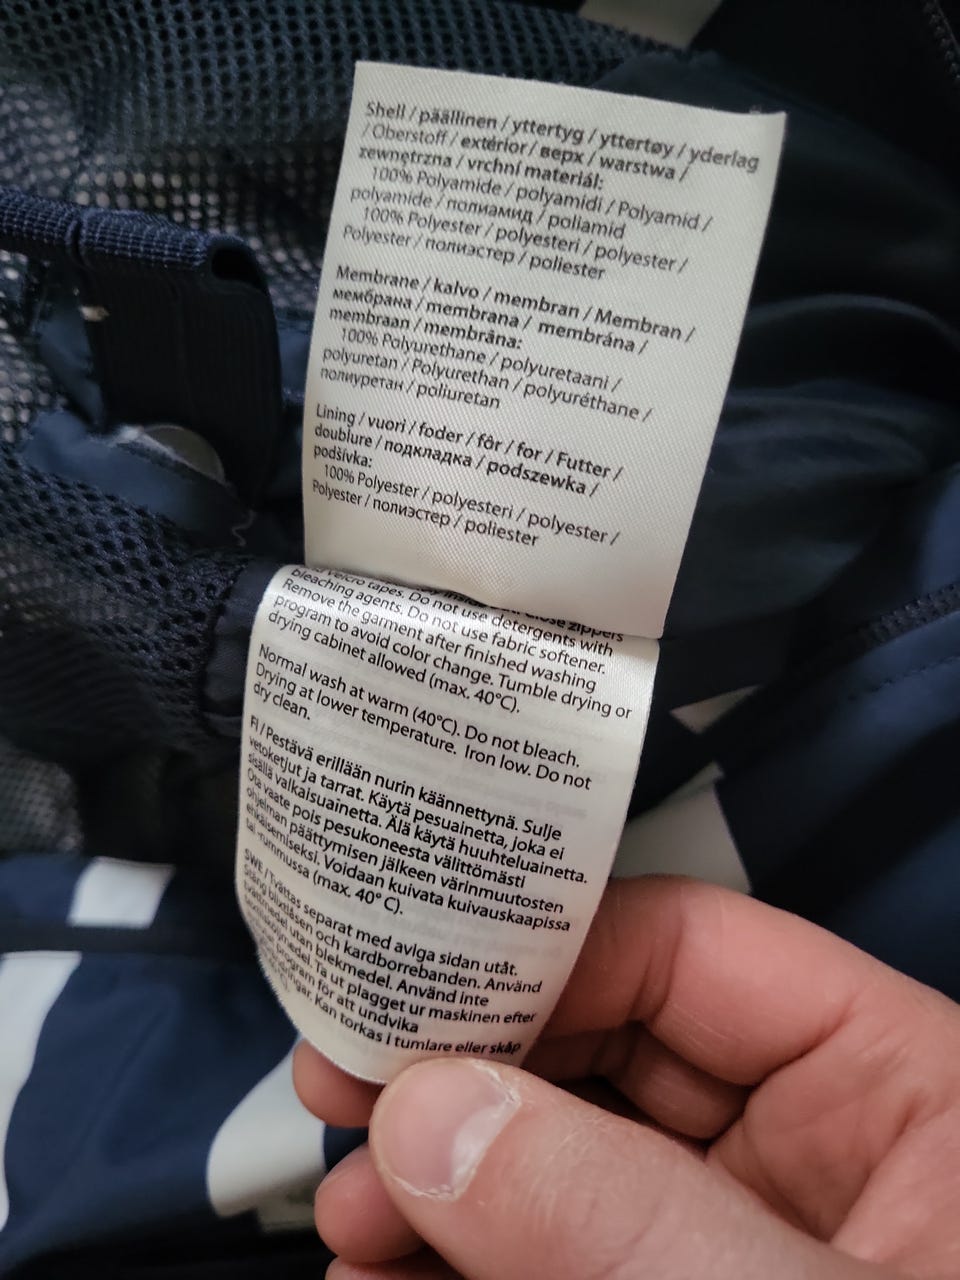 Shell / päällinen / yttertyg / yttertøy / yderlag
/ Oberstoff / extérior / верх / warstwa /
zewnętrzna / vrchní materiál:
100% Polyamide / polyamidi / Polyamid /
polyamide / полиамид / poliamid
100% Polyester / polyesteri / polyester /
Polyester / полиэстер / poliester
Membrane / kalvo / membran / Membran /
мембрана / membrana / membrána /
membraan / membrāna:
100% Polyurethane / polyuretaani /
polyuretan / Polyurethan / polyuréthane /
полиуретан / poliuretan
Lining / vuori / foder / fôr / for / Futter /
doublure / подкладка / podszewka /
podšívka:
100% Polyester / polyesteri / polyester /
Polyester / полиэстер / poliester
Velcro tapes. Do not use detergents with
bleaching agents. Do not use fabric softener.
Remove the garment after finished washing
program to avoid color change. Tumble drying or
drying cabinet allowed (max. 40°C).
Normal wash at warm (40°C). Do not bleach.
Drying at lower temperature. Iron low. Do not
dry clean.
FI / Pestävä erillään nurin käännettynä. Sulje
vetoketjut ja tarrat. Käytä pesuainetta, joka ei
sisällä valkaisuainetta. Älä käytä huuhteluainetta.
Ota vaate pois pesukoneesta välittömästi
ohjelman päättymisen jälkeen värinmuutosten
ehkäisemiseksi. Voidaan kuivata kuivauskaapissa
tai -rummussa (max. 40° C).
SWE / Tvättas separat med aviga sidan utåt.
Stäng blixtlåsen och kardborrebanden. Använd
tvättmedel utan blekmedel. Använd inte
Ta ut plagget ur maskinen efter
program för att undvika
Kan torkas i tumlare eller skåp